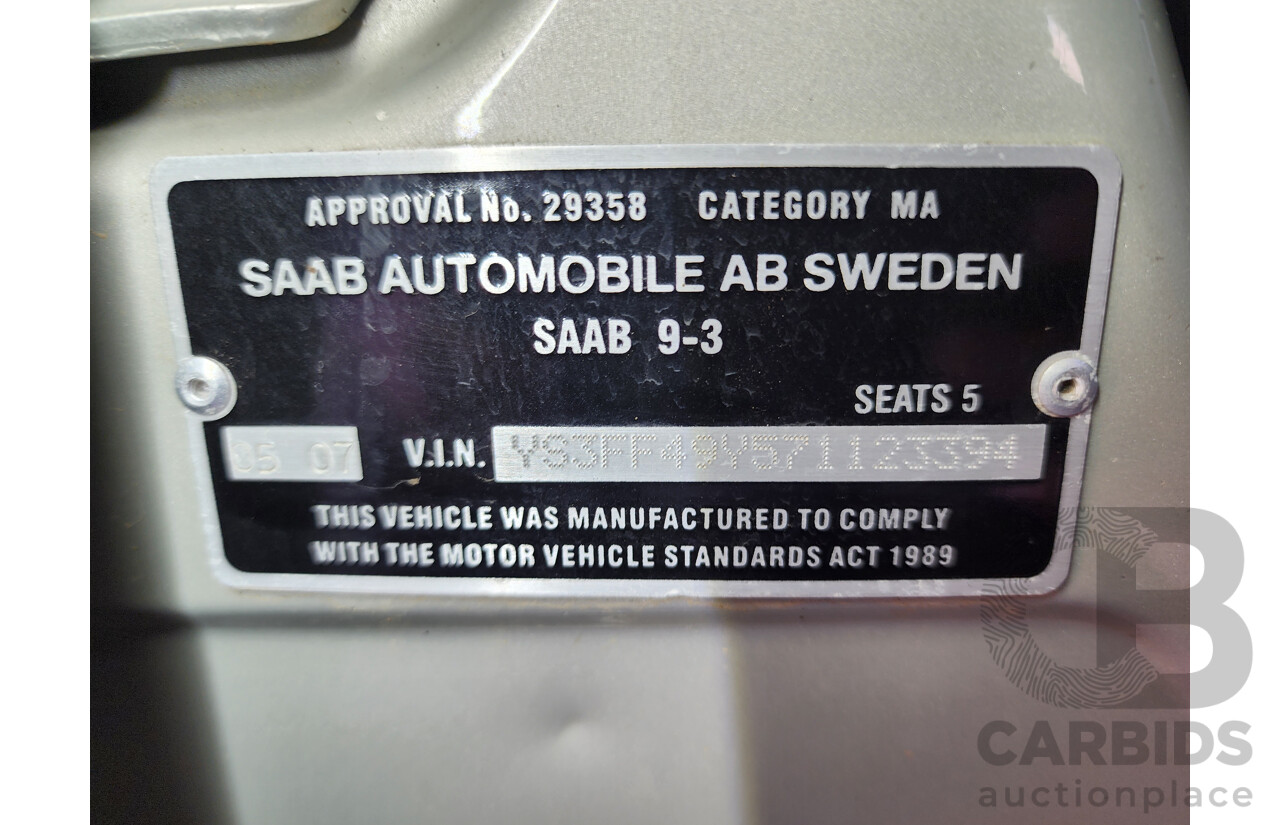 APPROVAL No. 29358 CATEGORY MA
SAAB AUTOMOBILE AB SWEDEN
SAAB 9-3
SEATS 5
05 07 V.I.N. YS3FF49Y571123394
THIS VEHICLE WAS MANUFACTURED TO COMPLY
WITH THE MOTOR VEHICLE STANDARDS ACT 1989
CARBIDS
auctionplace